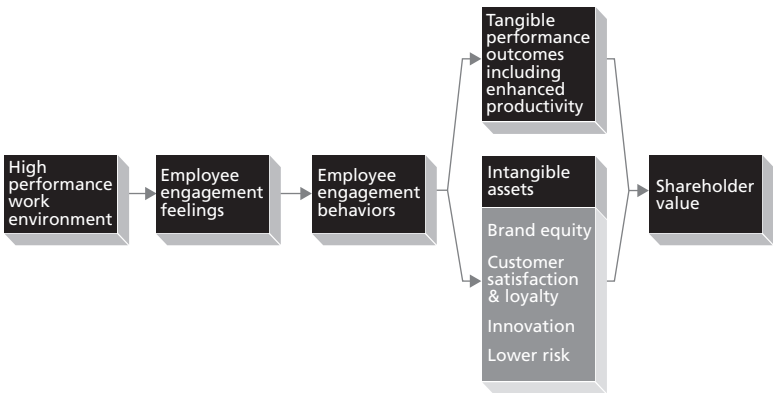 High
performance
work
environment
Employee
engagement
feelings
Employee
engagement
behaviors
Tangible
performance
outcomes
including
enhanced
productivity
Intangible
assets
Brand equity
Customer
satisfaction
& loyalty
Innovation
Lower risk
Shareholder
value